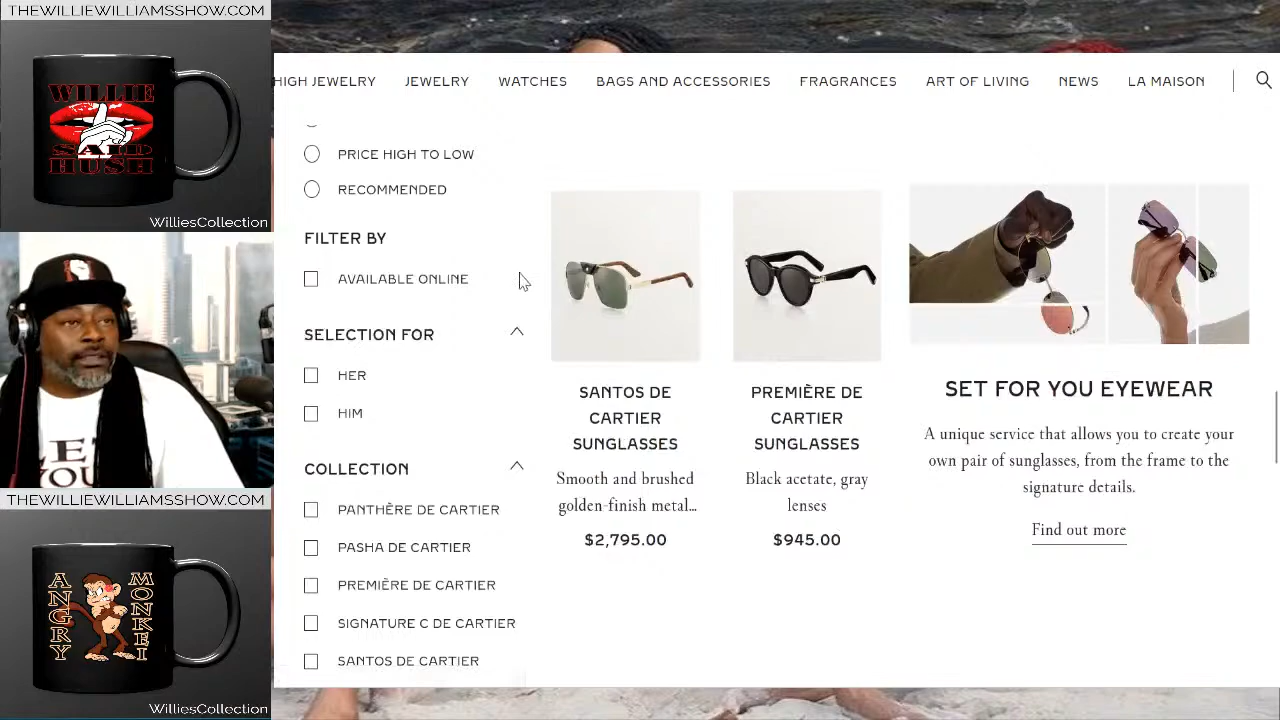 THEWILLIEWILLIAMSSHOW.COM
WILLIE
SAID
HUSH
WilliesCollection
THEWILLIEWILLIAMSSHOW.COM
ANGRY
MONKEI
WilliesCollection
HIGH JEWELRY
JEWELRY
WATCHES
BAGS AND ACCESSORIES
FRAGRANCES
ART OF LIVING
NEWS
LA MAISON
PRICE HIGH TO LOW
RECOMMENDED
FILTER BY
AVAILABLE ONLINE
SELECTION FOR
HER
HIM
COLLECTION
PANTHÈRE DE CARTIER
PASHA DE CARTIER
PREMIÈRE DE CARTIER
SIGNATURE C DE CARTIER
SANTOS DE CARTIER
SANTOS DE
CARTIER
SUNGLASSES
Smooth and brushed
golden-finish metal...
$2,795.00
PREMIÈRE DE
CARTIER
SUNGLASSES
Black acetate, gray
lenses
$945.00
SET FOR YOU EYEWEAR
A unique service that allows you to create your
own pair of sunglasses, from the frame to the
signature details.
Find out more